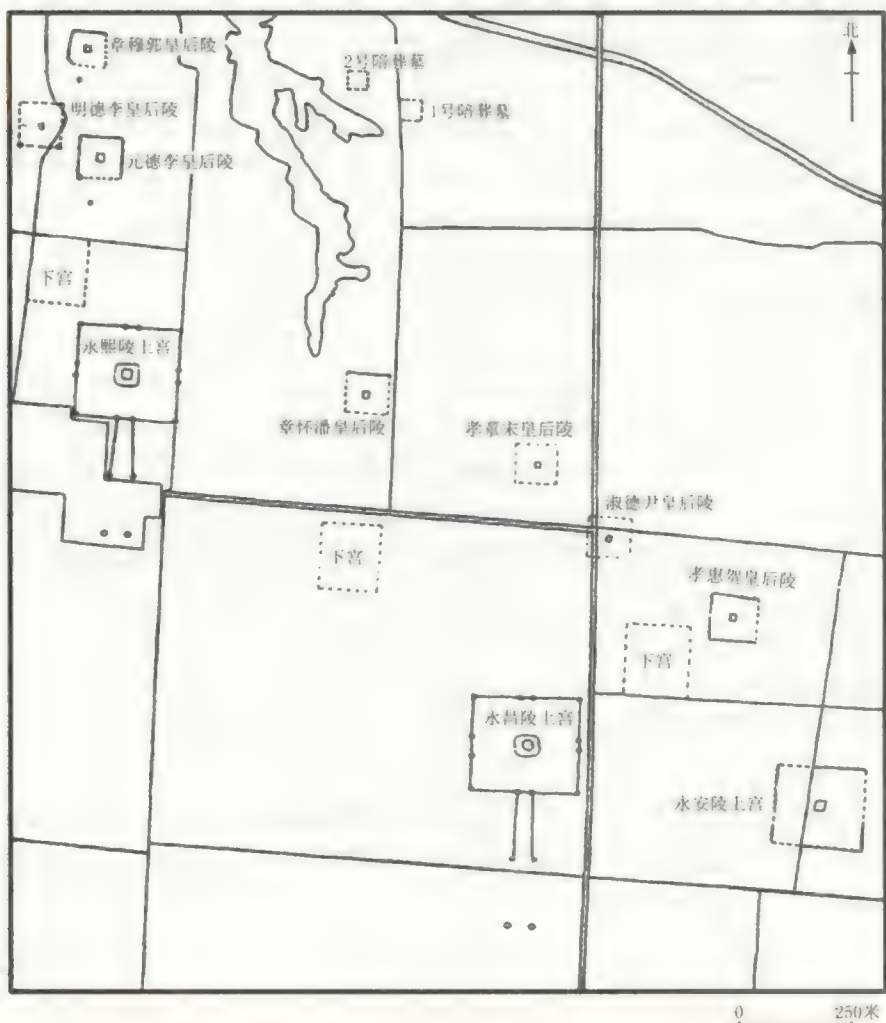 北
章穆郭皇后陵
2号陪葬墓
明德李皇后陵
1号陪葬墓
元德李皇后陵
下宫
永熙陵上宫
章怀潘皇后陵
孝章宋皇后陵
淑德尹皇后陵
下宫
孝惠贺皇后陵
下宫
永昌陵上宫
永安陵上宫
0 250米